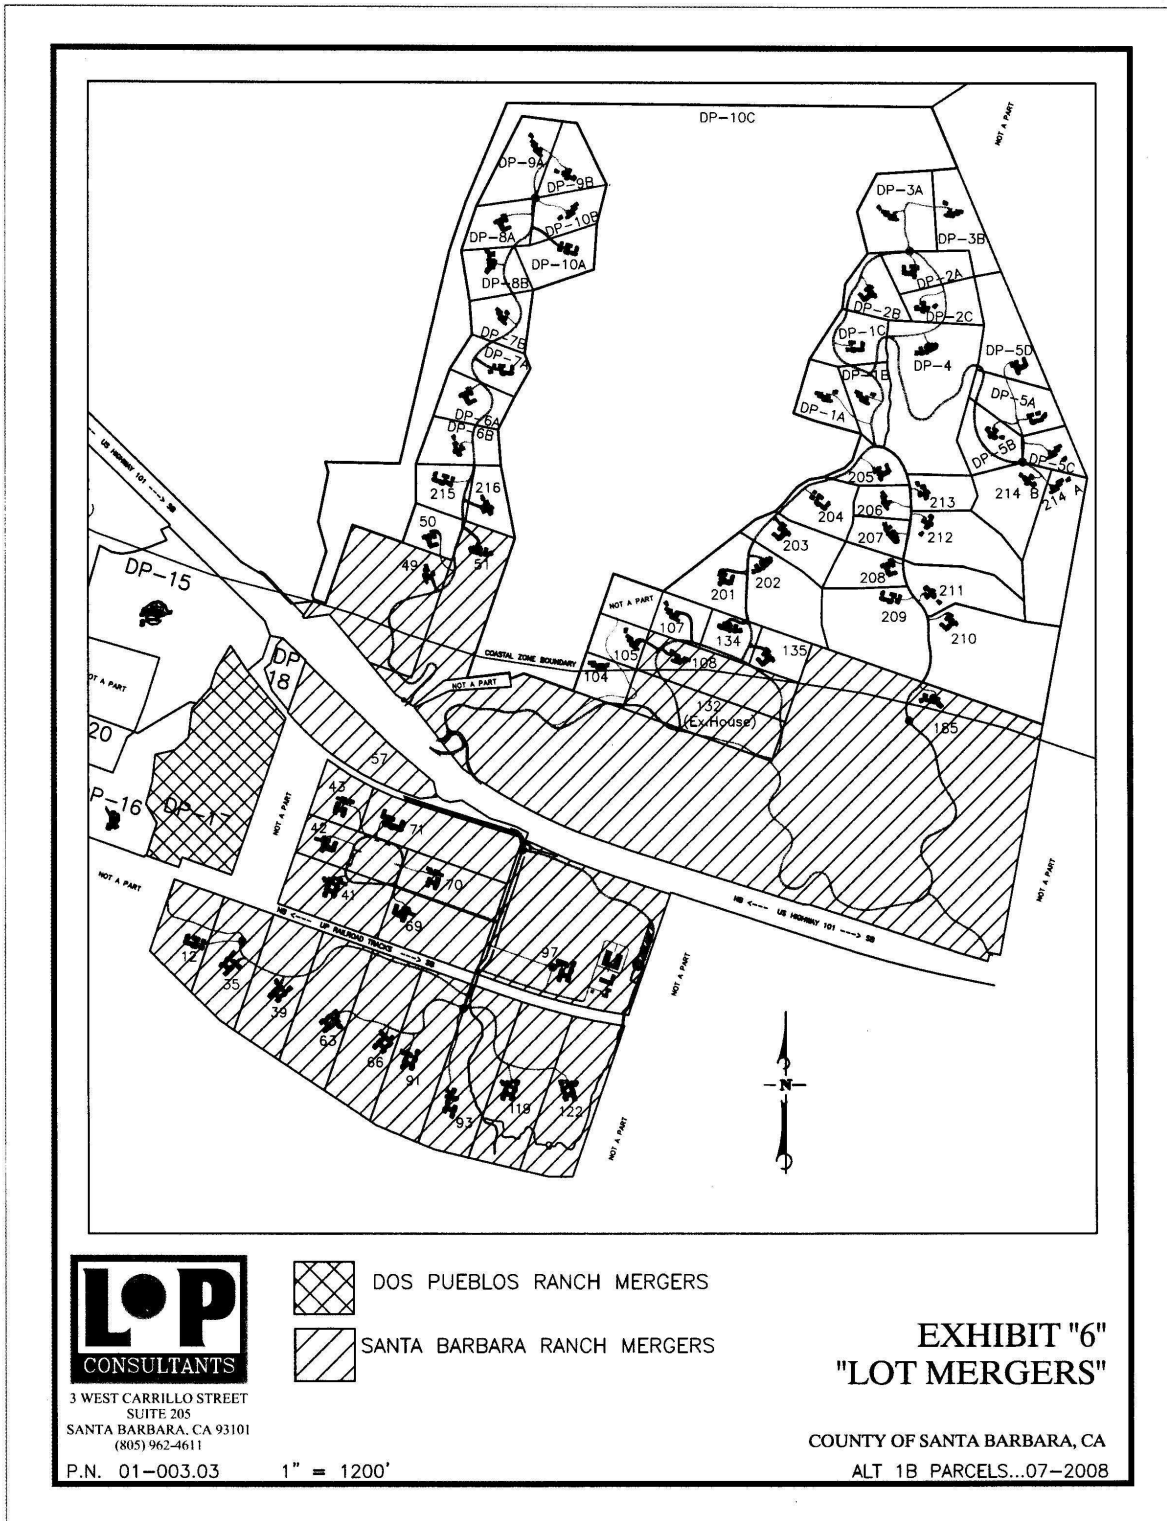 DP-10C
NOT A PART
DP-9A
DP-9B
DP-3A
DP-10B
DP-8A
DP-3B
DP-10A
DP-2A
DP-8B
DP-2B
DP-2C
DP-7B
DP-1C
DP-7A
DP-4
DP-5D
DP-1B
DP-6A
DP-1A
DP-5A
DP-6B
DP-5B
DP-5C
US HIGHWAY 101 ----> SB
215
216
205
213
214 B
214 A
204
206
50
207
212
203
49
51
208
DP-15
201
202
211
NOT A PART
107
209
210
134
135
105
COASTAL ZONE BOUNDARY
108
104
DP
18
NOT A PART
OT A PART
132
(Ex.House)
185
20
57
43
P-16
DP-17
NOT A PART
71
42
NOT A PART
70
41
NOT A PART
69
NB <---- US HIGHWAY 101 ----> SB
NB <---- UP RAILROAD TRACKS ----> SB
97
NOT A PART
12
35
39
63
66
91
93
119
122
NOT A PART
-N-
LOP
CONSULTANTS
3 WEST CARRILLO STREET
SUITE 205
SANTA BARBARA, CA 93101
(805) 962-4611
P.N. 01-003.03
1" = 1200'
DOS PUEBLOS RANCH MERGERS
SANTA BARBARA RANCH MERGERS
EXHIBIT "6"
"LOT MERGERS"
COUNTY OF SANTA BARBARA, CA
ALT 1B PARCELS...07-2008